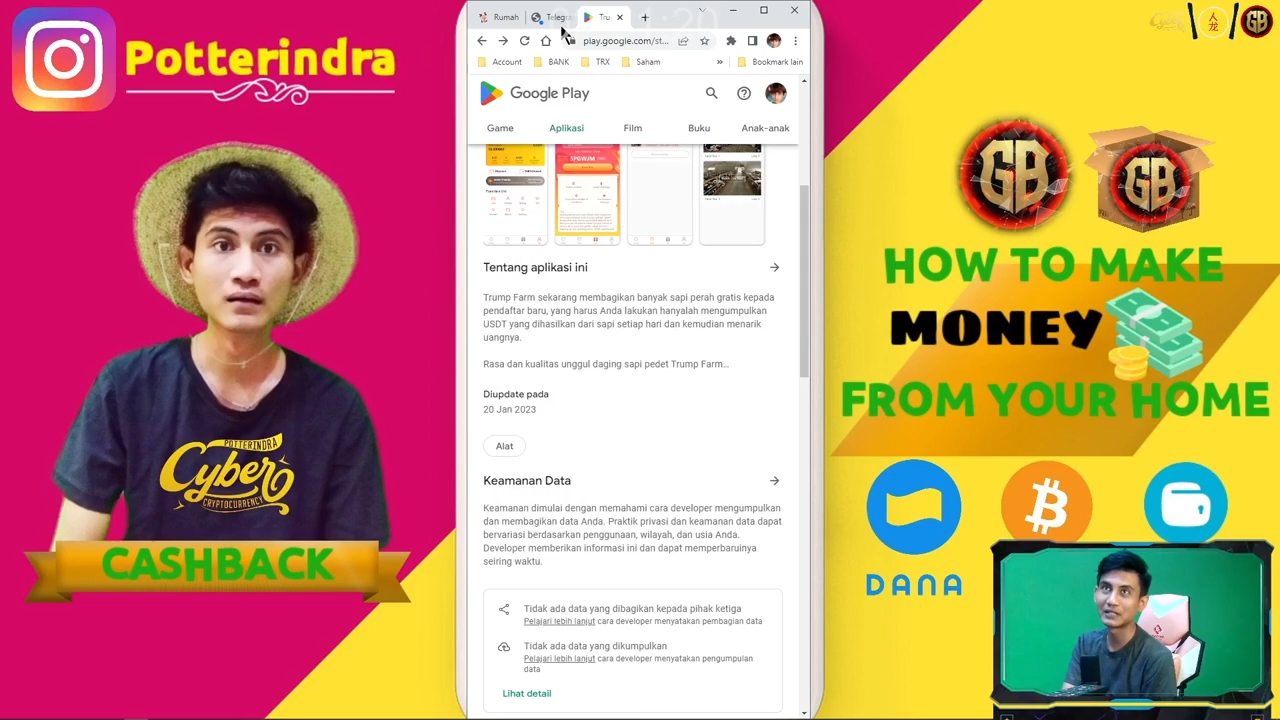 Potterindra
POTTERINDRA
Cyber
CRYPTOCURRENCY
CASHBACK
Rumah
Telegra
Tru
play.google.com/st...
Account
BANK
TRX
Saham
»
Bookmark lain
Google Play
Game
Aplikasi
Film
Buku
Anak-anak
Tentang aplikasi ini
Trump Farm sekarang membagikan banyak sapi perah gratis kepada
pendaftar baru, yang harus Anda lakukan hanyalah mengumpulkan
USDT yang dihasilkan dari sapi setiap hari dan kemudian menarik
uangnya.
Rasa dan kualitas unggul daging sapi pedet Trump Farm…
Diupdate pada
20 Jan 2023
Alat
Keamanan Data
Keamanan dimulai dengan memahami cara developer mengumpulkan
dan membagikan data Anda. Praktik privasi dan keamanan data dapat
bervariasi berdasarkan penggunaan, wilayah, dan usia Anda.
Developer memberikan informasi ini dan dapat memperbaruinya
seiring waktu.
Tidak ada data yang dibagikan kepada pihak ketiga
Pelajari lebih lanjut cara developer menyatakan pembagian data
Tidak ada data yang dikumpulkan
Pelajari lebih lanjut cara developer menyatakan pengumpulan
data
Lihat detail
人龙
GB
GB
HOW TO MAKE
MONEY
FROM YOUR HOME
DANA